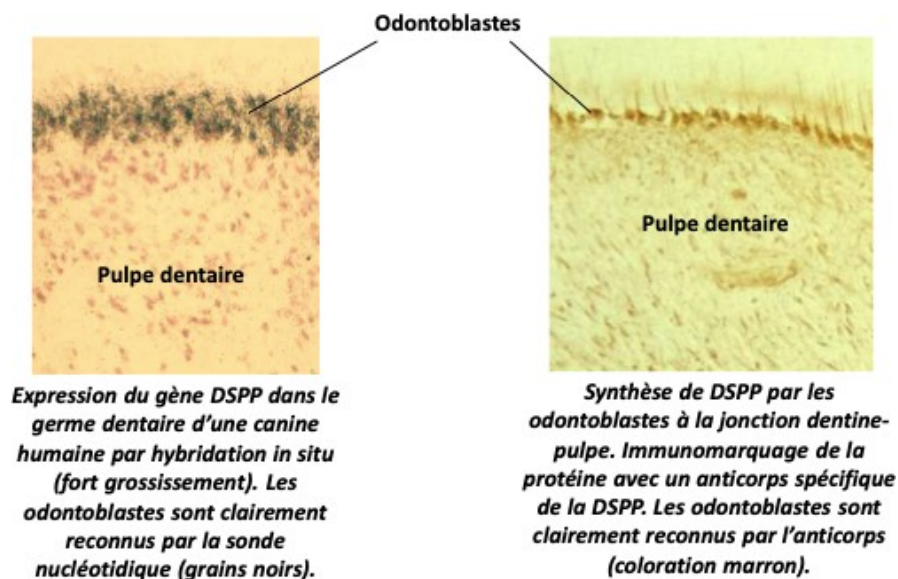 Odontoblastes
Pulpe dentaire
Pulpe dentaire
Expression du gène DSPP dans le
germe dentaire d'une canine
humaine par hybridation in situ
(fort grossissement). Les
odontoblastes sont clairement
reconnus par la sonde
nucléotidique (grains noirs).
Synthèse de DSPP par les
odontoblastes à la jonction dentine-
pulpe. Immunomarquage de la
protéine avec un anticorps spécifique
de la DSPP. Les odontoblastes sont
clairement reconnus par l'anticorps
(coloration marron).